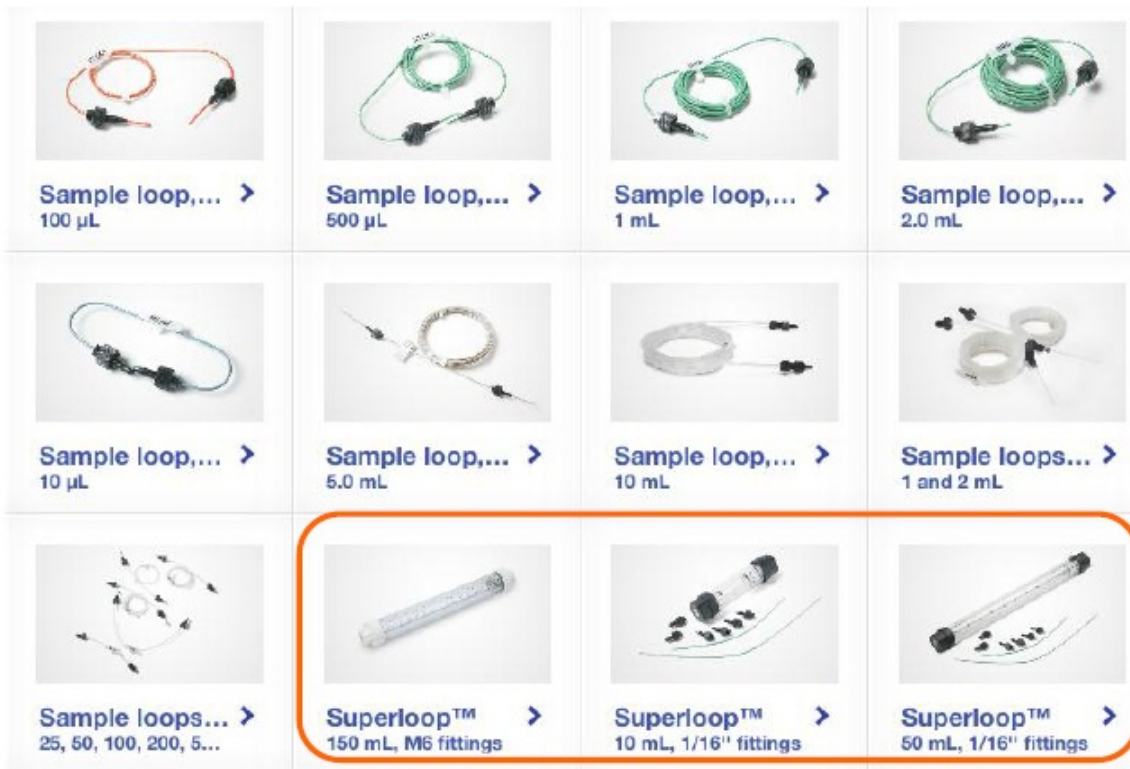 Sample loop,... >
100 µL
Sample loop,... >
500 µL
Sample loop,... >
1 mL
Sample loop,... >
2.0 mL
Sample loop,... >
10 µL
Sample loop,... >
5.0 mL
Sample loop,... >
10 mL
Sample loops... >
1 and 2 mL
Sample loops... >
25, 50, 100, 200, 5...
Superloop™ >
150 mL, M6 fittings
Superloop™ >
10 mL, 1/16" fittings
Superloop™ >
50 mL, 1/16" fittings